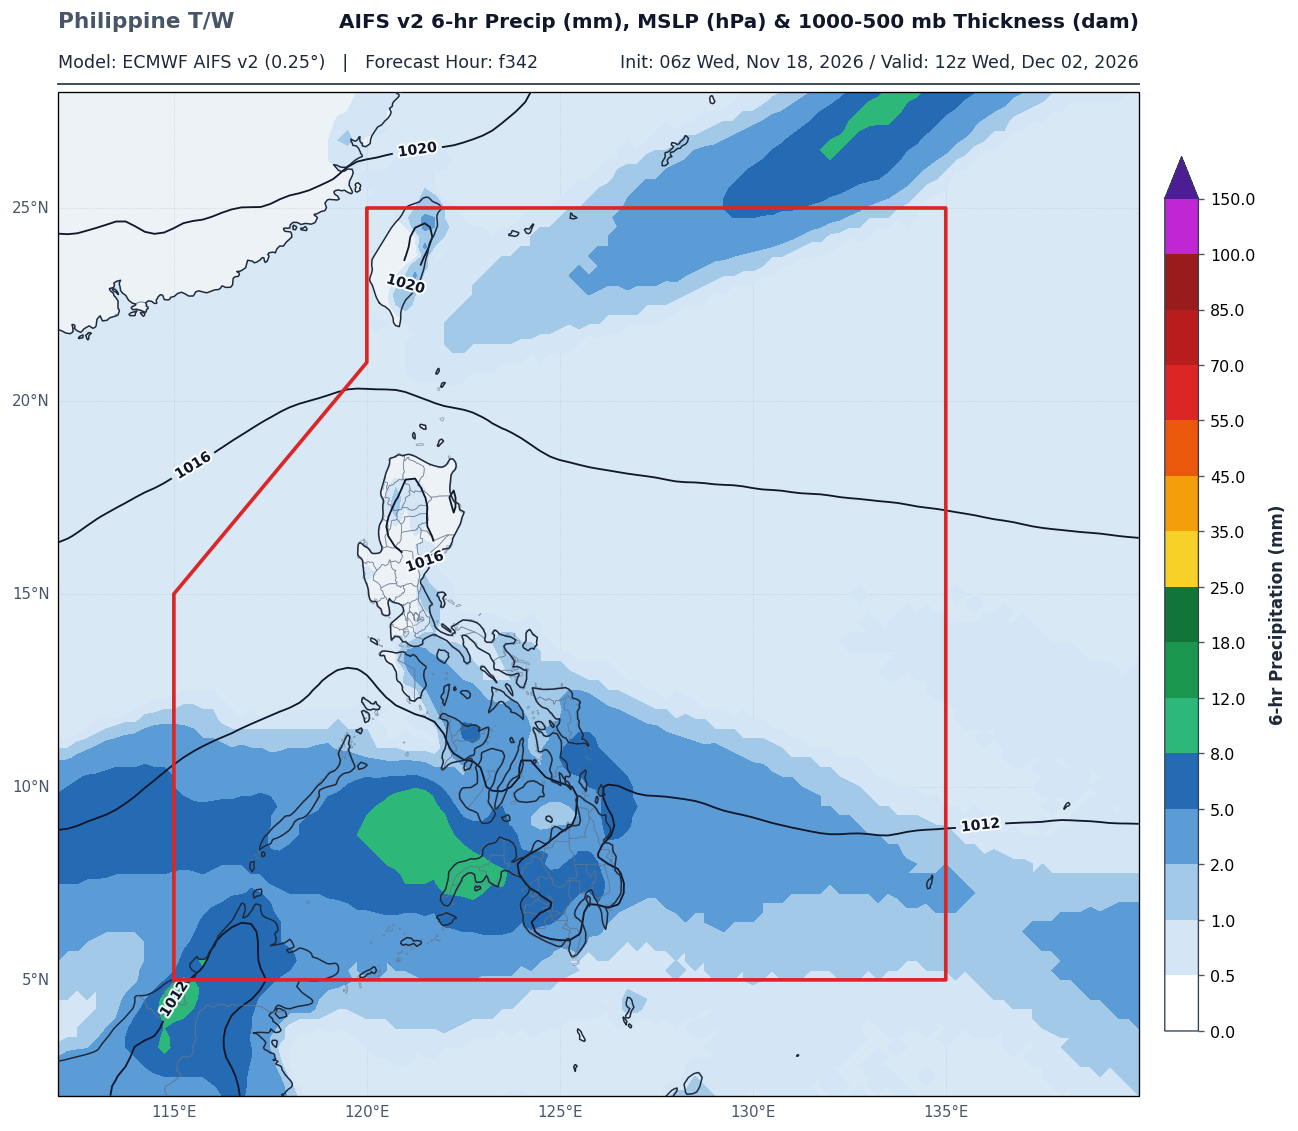 Philippine T/W
AIFS v2 6-hr Precip (mm), MSLP (hPa) & 1000-500 mb Thickness (dam)
Model: ECMWF AIFS v2 (0.25°) | Forecast Hour: f342
Init: 06z Wed, Nov 18, 2026 / Valid: 12z Wed, Dec 02, 2026
1020
1020
1016
1016
1012
1012
25°N
20°N
15°N
10°N
5°N
115°E
120°E
125°E
130°E
135°E
150.0
100.0
85.0
70.0
55.0
45.0
35.0
25.0
18.0
12.0
8.0
5.0
2.0
1.0
0.5
0.0
6-hr Precipitation (mm)